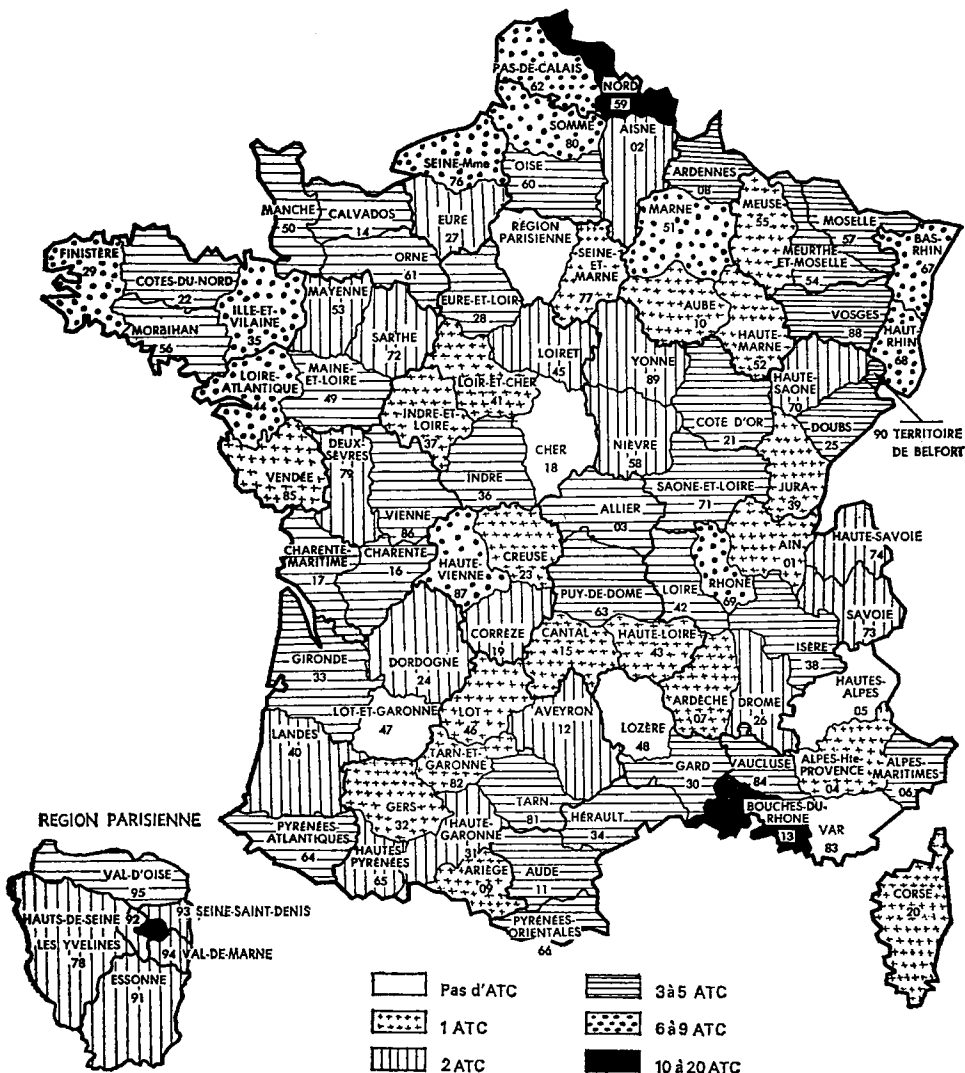 PAS-DE-CALAIS
62
NORD
59
SOMME
80
AISNE
02
SEINE-Mme
76
OISE
60
ARDENNES
08
MANCHE
50
CALVADOS
14
EURE
27
RÉGION
PARISIENNE
MARNE
51
MEUSE
55
MOSELLE
57
MEURTHE-
ET-MOSELLE
54
BAS-
RHIN
67
FINISTÈRE
29
COTES-DU-NORD
22
ORNE
61
SEINE-
ET-
MARNE
77
AUBE
10
VOSGES
88
HAUT-
RHIN
68
MORBIHAN
56
ILLE-ET-
VILAINE
35
MAYENNE
53
SARTHE
72
EURE-ET-LOIR
28
LOIRET
45
YONNE
89
HAUTE-
MARNE
52
HAUTE-
SAONE
70
LOIRE-
ATLANTIQUE
44
MAINE-
ET-LOIRE
49
LOIR-ET-CHER
41
INDRE-ET-
LOIRE
37
CHER
18
NIÈVRE
58
COTE D'OR
21
DOUBS
25
90 TERRITOIRE
DE BELFORT
VENDÉE
85
DEUX-
SÈVRES
79
VIENNE
86
INDRE
36
ALLIER
03
SAONE-ET-LOIRE
71
JURA
39
CHARENTE-
MARITIME
17
CHARENTE
16
HAUTE-
VIENNE
87
CREUSE
23
PUY-DE-DOME
63
LOIRE
42
RHONE
69
AIN
01
HAUTE-SAVOIE
74
SAVOIE
73
GIRONDE
33
DORDOGNE
24
CORRÈZE
19
CANTAL
15
HAUTE-LOIRE
43
ISÈRE
38
HAUTES-
ALPES
05
LOT-ET-GARONNE
47
LOT
46
AVEYRON
12
LOZÈRE
48
ARDÈCHE
07
DROME
26
LANDES
40
TARN-ET
GARONNE
82
GARD
30
VAUCLUSE
84
ALPES-Hte-
PROVENCE
04
ALPES-
MARITIMES
06
GERS
32
HAUTE-
GARONNE
31
TARN
81
HÉRAULT
34
BOUCHES-DU-
RHONE
13
VAR
83
PYRÉNÉES-
ATLANTIQUES
64
HAUTES
PYRÉNÉES
65
ARIÈGE
09
AUDE
11
PYRÉNÉES-
ORIENTALES
66
CORSE
20
REGION PARISIENNE
VAL-D'OISE
95
HAUTS-DE-SEINE 92
93 SEINE-SAINT-DENIS
LES YVELINES
78
94 VAL-DE-MARNE
ESSONNE
91
Pas d'ATC
1 ATC
2 ATC
3 à 5 ATC
6 à 9 ATC
10 à 20 ATC